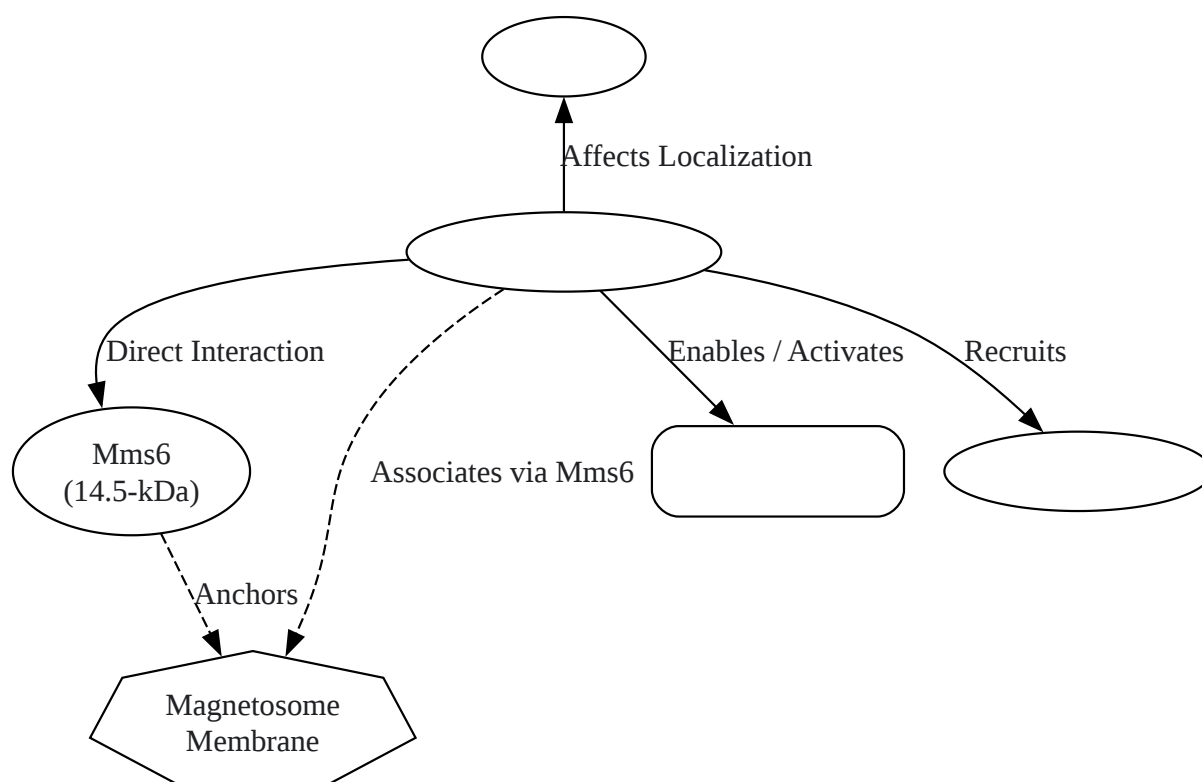 Affects Localization
Direct Interaction
Enables / Activates
Recruits
Mms6
(14.5-kDa)
Associates via Mms6
Anchors
Magnetosome
Membrane